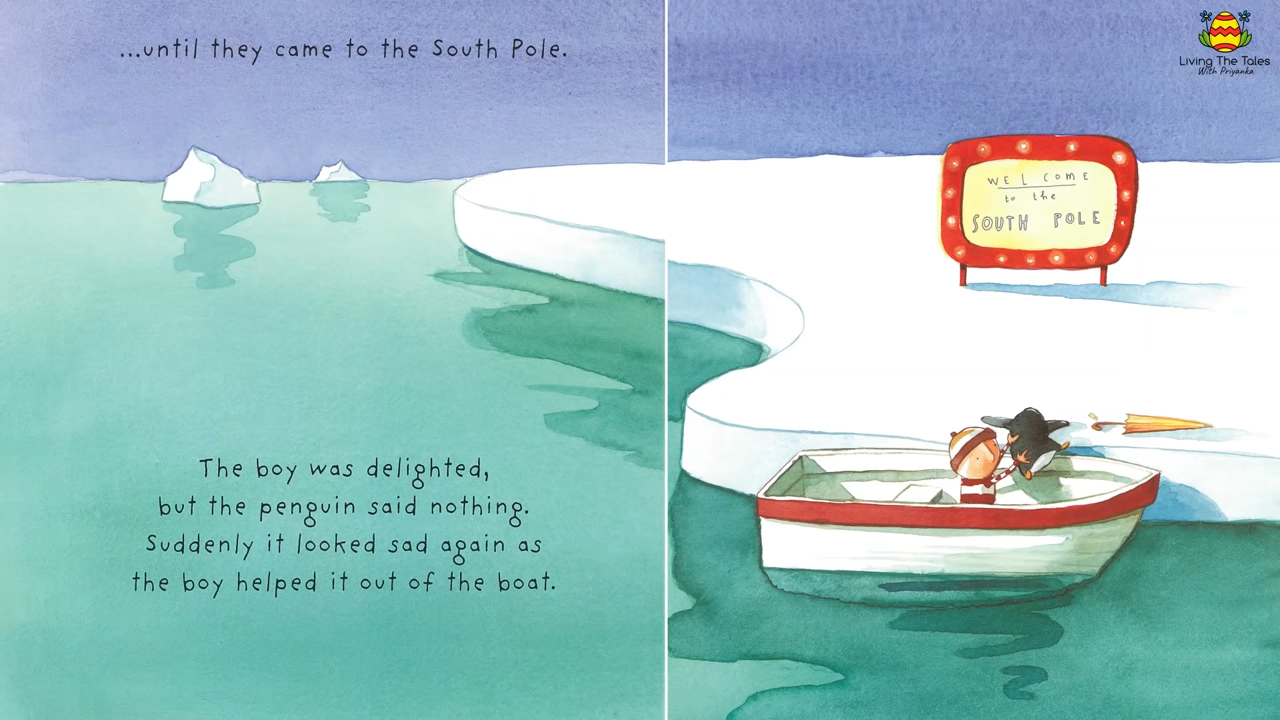 ...until they came to the South Pole.
The boy was delighted,
but the penguin said nothing.
Suddenly it looked sad again as
the boy helped it out of the boat.
WELCOME
to the
SOUTH POLE
Living The Tales
With Priyanka